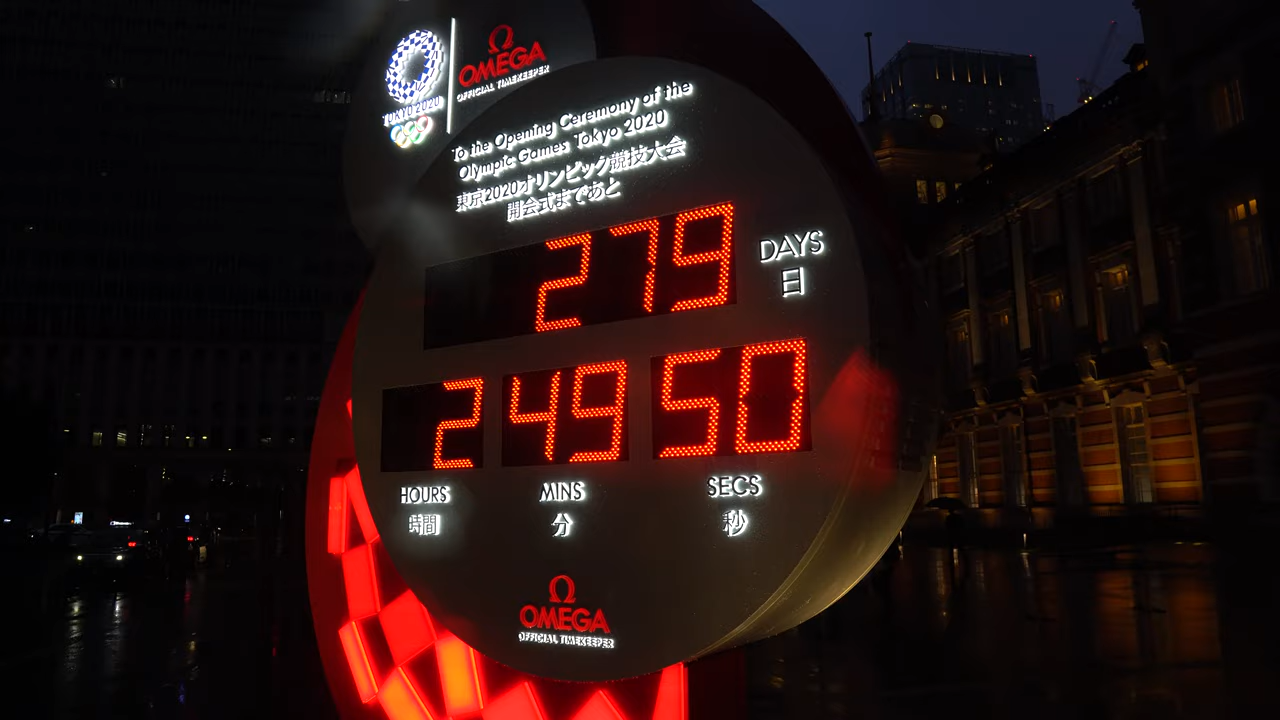 TOKYO 2020
Ω
OMEGA
OFFICIAL TIMEKEEPER
To the Opening Ceremony of the
Olympic Games Tokyo 2020
東京2020オリンピック競技大会
開会式まであと
279 DAYS
日
2 49 50
HOURS MINS SECS
時間 分 秒
Ω
OMEGA
OFFICIAL TIMEKEEPER